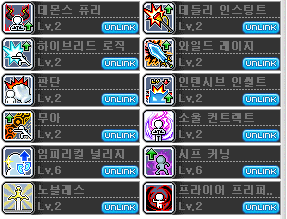 데몬스 퓨리
Lv.2
UNLINK
데들리 인스팅트
Lv.2
UNLINK
하이브리드 로직
Lv.2
UNLINK
와일드 레이지
Lv.2
UNLINK
판단
Lv.2
UNLINK
인텐시브 인썰트
Lv.2
UNLINK
무아
Lv.2
UNLINK
소울 컨트랙트
Lv.2
UNLINK
임피리컬 널리지
Lv.6
UNLINK
시프 커닝
Lv.6
UNLINK
노블레스
Lv.2
UNLINK
프라이어 프리퍼..
Lv.2
UNLINK